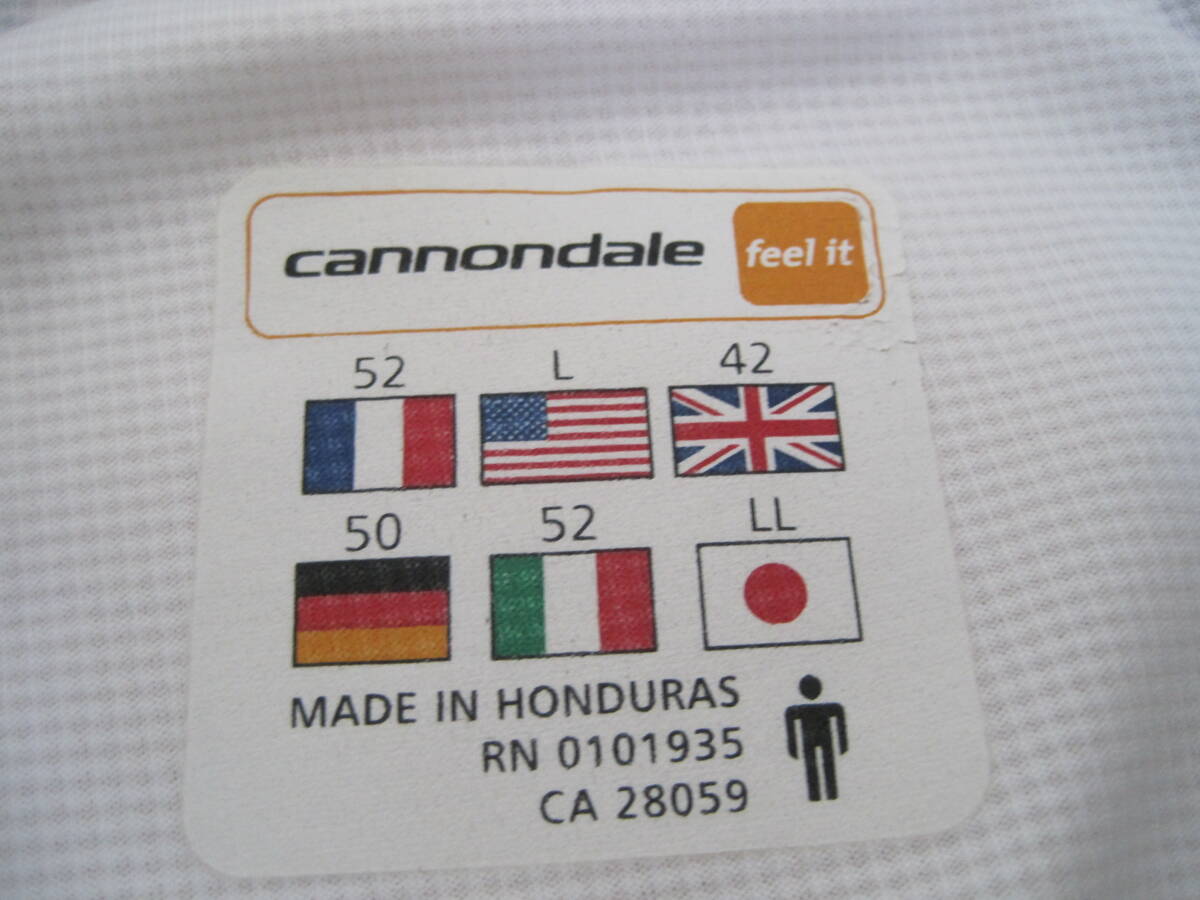 cannondale feel it
52 L 42
50 52 LL
MADE IN HONDURAS
RN 0101935
CA 28059